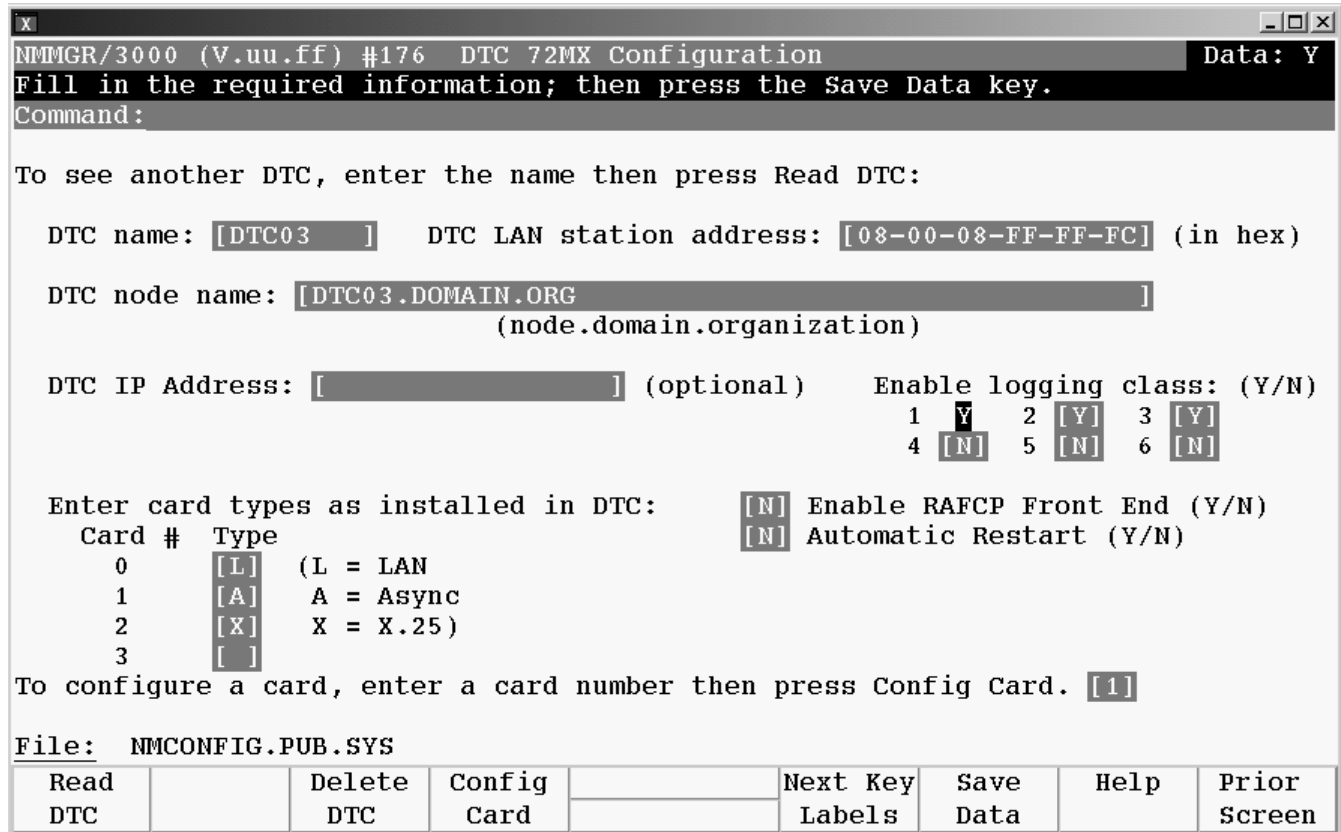 X
NMMGR/3000 (V.uu.ff) #176 DTC 72MX Configuration Data: Y
Fill in the required information; then press the Save Data key.
Command:
To see another DTC, enter the name then press Read DTC:
DTC name: [DTC03 ] DTC LAN station address: [08-00-08-FF-FF-FC] (in hex)
DTC node name: [DTC03.DOMAIN.ORG ]
(node.domain.organization)
DTC IP Address: [ ] (optional) Enable logging class: (Y/N)
1 Y 2 [Y] 3 [Y]
4 [N] 5 [N] 6 [N]
Enter card types as installed in DTC: [N] Enable RAFCP Front End (Y/N)
Card # Type [N] Automatic Restart (Y/N)
0 [L] (L = LAN
1 [A] A = Async
2 [X] X = X.25)
3 [ ]
To configure a card, enter a card number then press Config Card. [1]
File: NMCONFIG.PUB.SYS
Read Delete Config Next Key Save Help Prior
DTC DTC Card Labels Data Screen